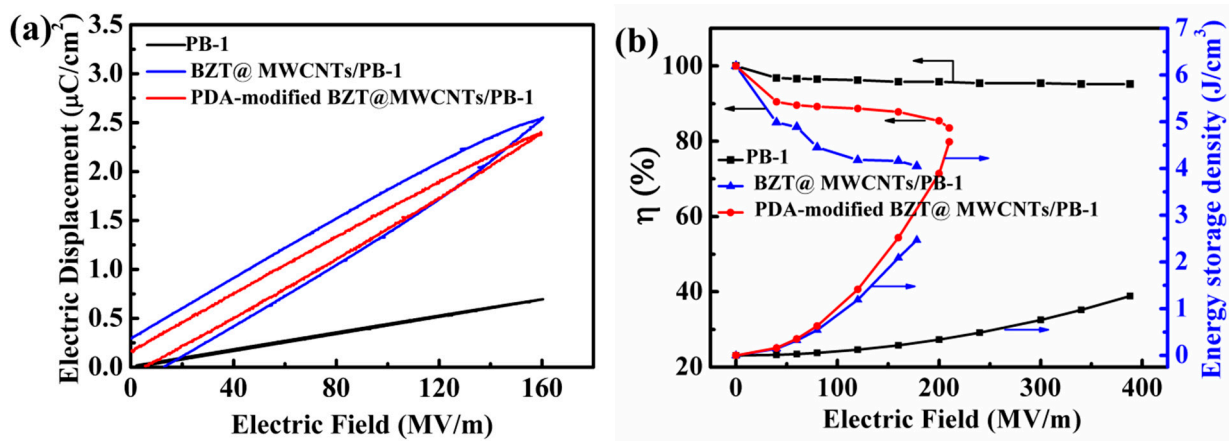 (a)
Electric Displacement (μC/cm²)
3.5
3.0
2.5
2.0
1.5
1.0
0.5
0.0
PB-1
BZT@ MWCNTs/PB-1
PDA-modified BZT@MWCNTs/PB-1
0 40 80 120 160
Electric Field (MV/m)
(b)
η (%)
100
80
60
40
20
PB-1
BZT@ MWCNTs/PB-1
PDA-modified BZT@ MWCNTs/PB-1
7
6
5
4
3
2
1
0
Energy storage density (J/cm³)
0 100 200 300 400
Electric Field (MV/m)